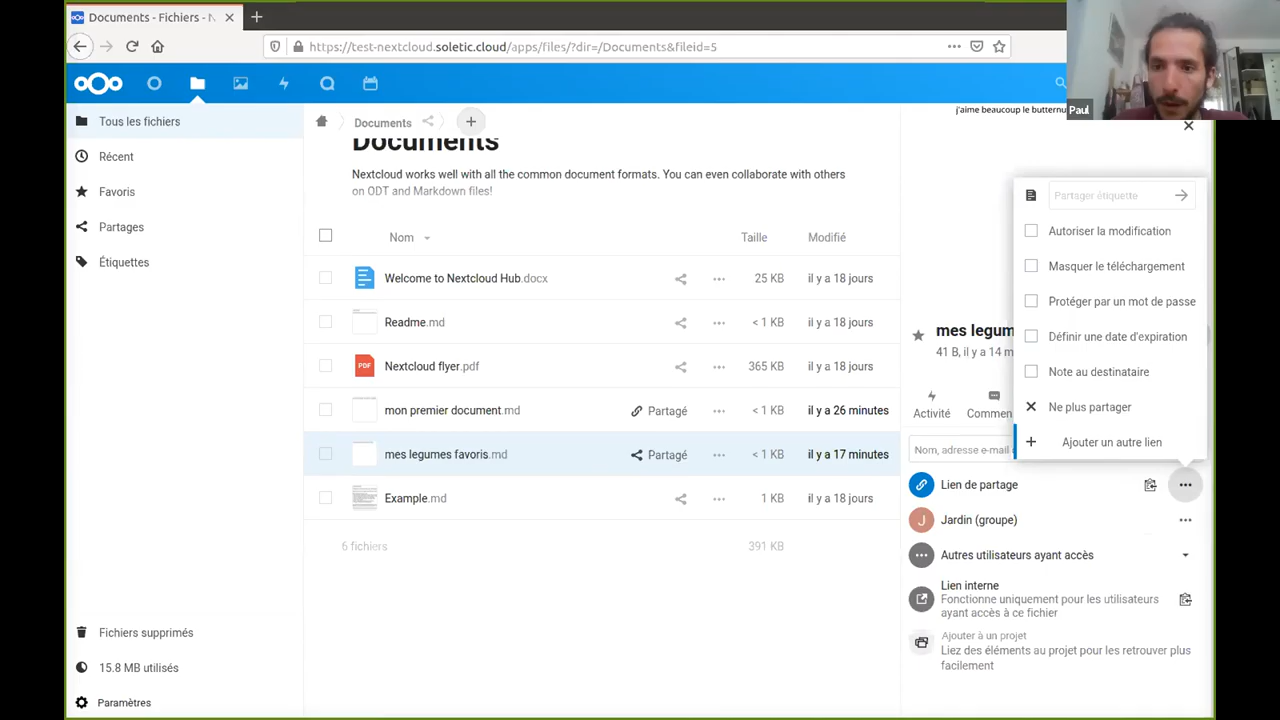 Documents - Fichiers - N
https://test-nextcloud.soletic.cloud/apps/files/?dir=/Documents&fileid=5
Paul
j'aime beaucoup le butternu
Tous les fichiers
Récent
Favoris
Partages
Étiquettes
Fichiers supprimés
15.8 MB utilisés
Paramètres
Documents
Documents
Nextcloud works well with all the common document formats. You can even collaborate with others
on ODT and Markdown files!
Nom Taille Modifié
Welcome to Nextcloud Hub.docx 25 KB il y a 18 jours
Readme.md < 1 KB il y a 18 jours
PDF Nextcloud flyer.pdf 365 KB il y a 18 jours
mon premier document.md Partagé < 1 KB il y a 26 minutes
mes legumes favoris.md Partagé < 1 KB il y a 17 minutes
Example.md 1 KB il y a 18 jours
6 fichiers 391 KB
Partager étiquette
Autoriser la modification
Masquer le téléchargement
Protéger par un mot de passe
Définir une date d'expiration
Note au destinataire
Ne plus partager
Ajouter un autre lien
mes legum
41 B, il y a 14 m
Activité Commen
Nom, adresse e-mail
Lien de partage
J Jardin (groupe)
Autres utilisateurs ayant accès
Lien interne
Fonctionne uniquement pour les utilisateurs
ayant accès à ce fichier
Ajouter à un projet
Liez des éléments au projet pour les retrouver plus
facilement